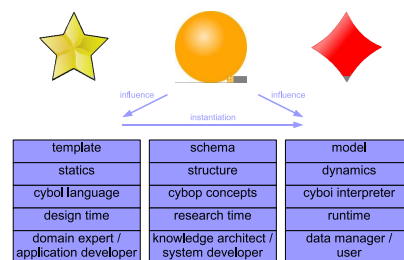 influence influence
instantiation
template schema model
statics structure dynamics
cybol language cybop concepts cyboi interpreter
design time research time runtime
domain expert / knowledge architect / data manager /
application developer system developer user